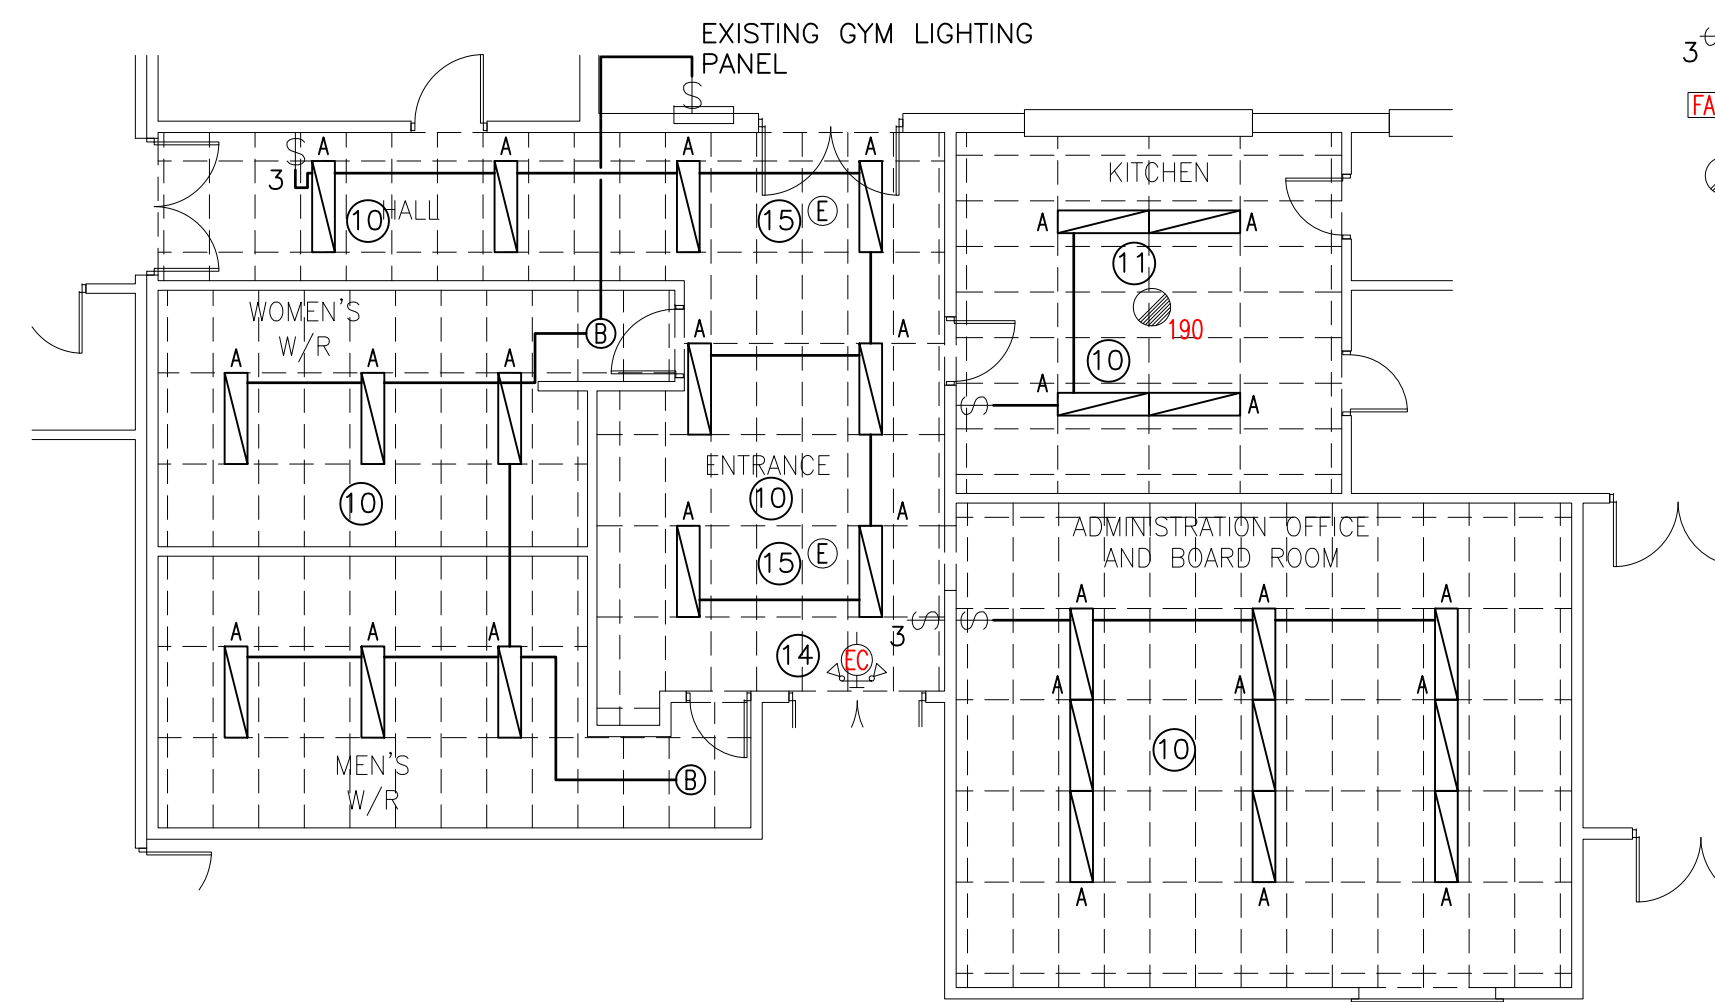 EXISTING GYM LIGHTING
PANEL
3
FA
S
S
A A A A
3
10
HALL
15
E
KITCHEN
A A
11
190
10
A
S
A
WOMEN'S
W/R
B
A A A
A A
10
ENTRANCE
10
A A
15
E
ADMINISTRATION OFFICE
AND BOARD ROOM
A A A
S S
3
14
EC
A A A
A A A
10
MEN'S
W/R
B
A A A